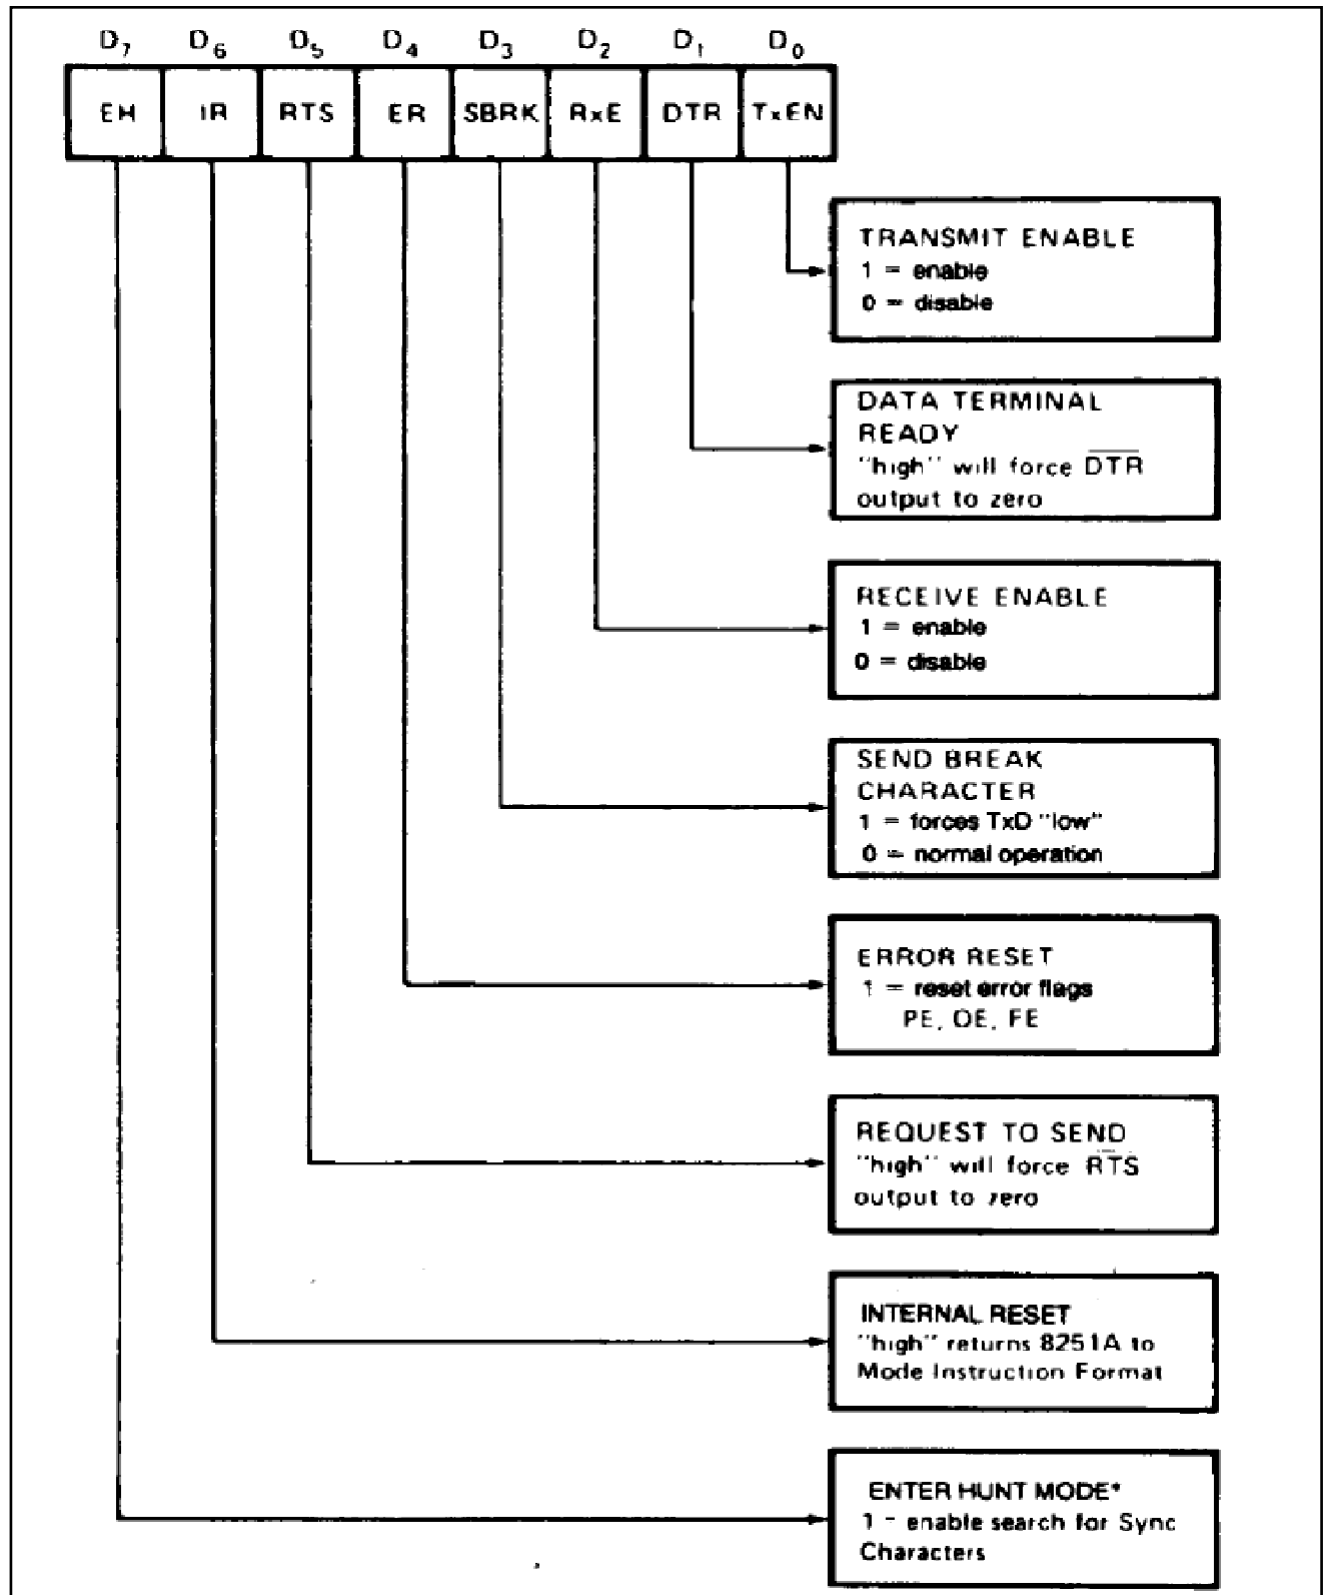 D7 D6 D5 D4 D3 D2 D1 D0
EH IR RTS ER SBRK RxE DTR TxEN
TRANSMIT ENABLE
1 = enable
0 = disable
DATA TERMINAL
READY
"high" will force D̅T̅R̅
output to zero
RECEIVE ENABLE
1 = enable
0 = disable
SEND BREAK
CHARACTER
1 = forces TxD "low"
0 = normal operation
ERROR RESET
1 = reset error flags
PE, OE, FE
REQUEST TO SEND
"high" will force R̅T̅S̅
output to zero
INTERNAL RESET
"high" returns 8251A to
Mode Instruction Format
ENTER HUNT MODE*
1 = enable search for Sync
Characters